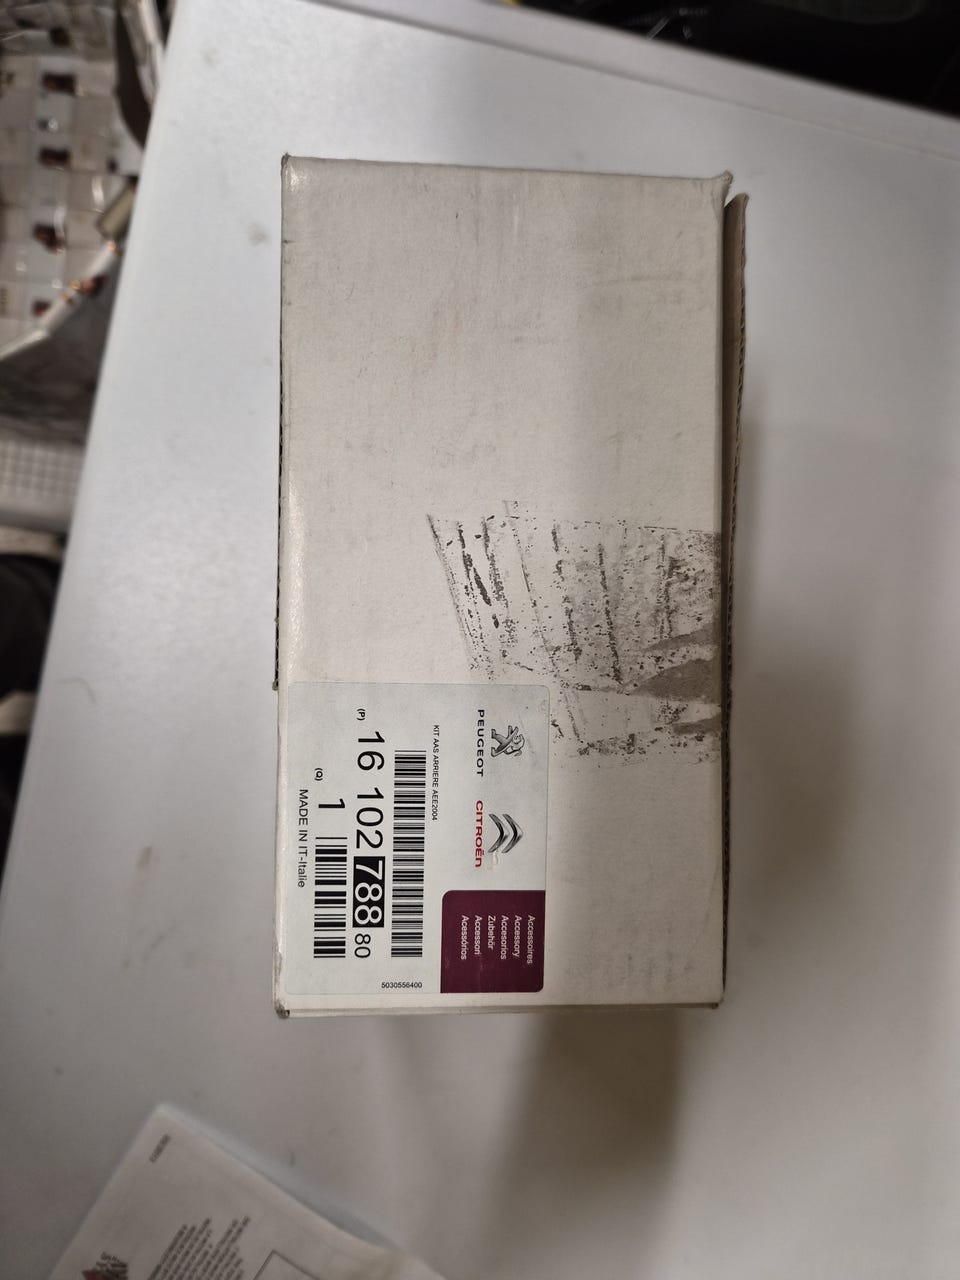 PEUGEOT CITROËN
Accessoires
Accessory
Accesorios
Zubehör
Accessori
Acessórios
KIT AAS ARRIERE AEE2004
(P) 16 102 788 80
(Q) 1
MADE IN IT-Italie
5030556400